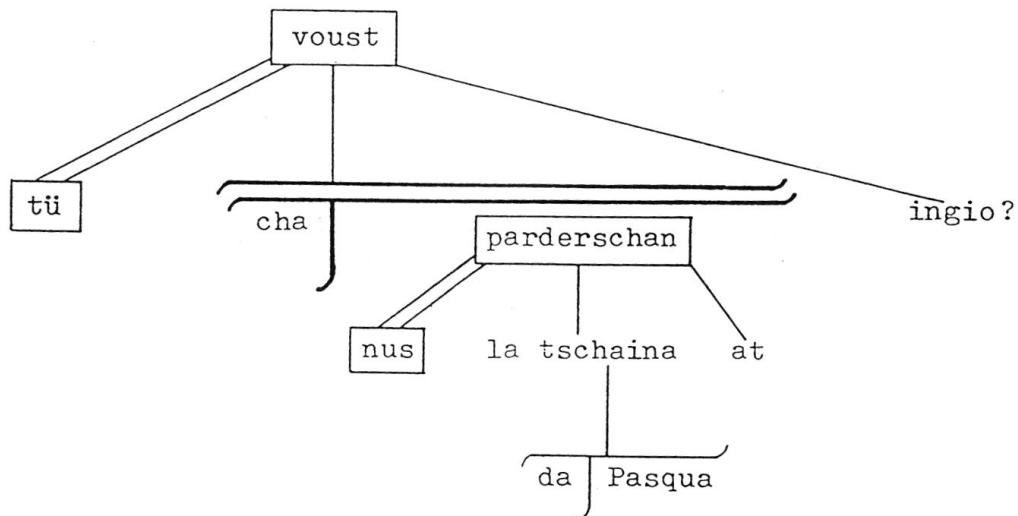 voust
tü
cha
ingio?
parderschan
nus la tschaina at
da Pasqua